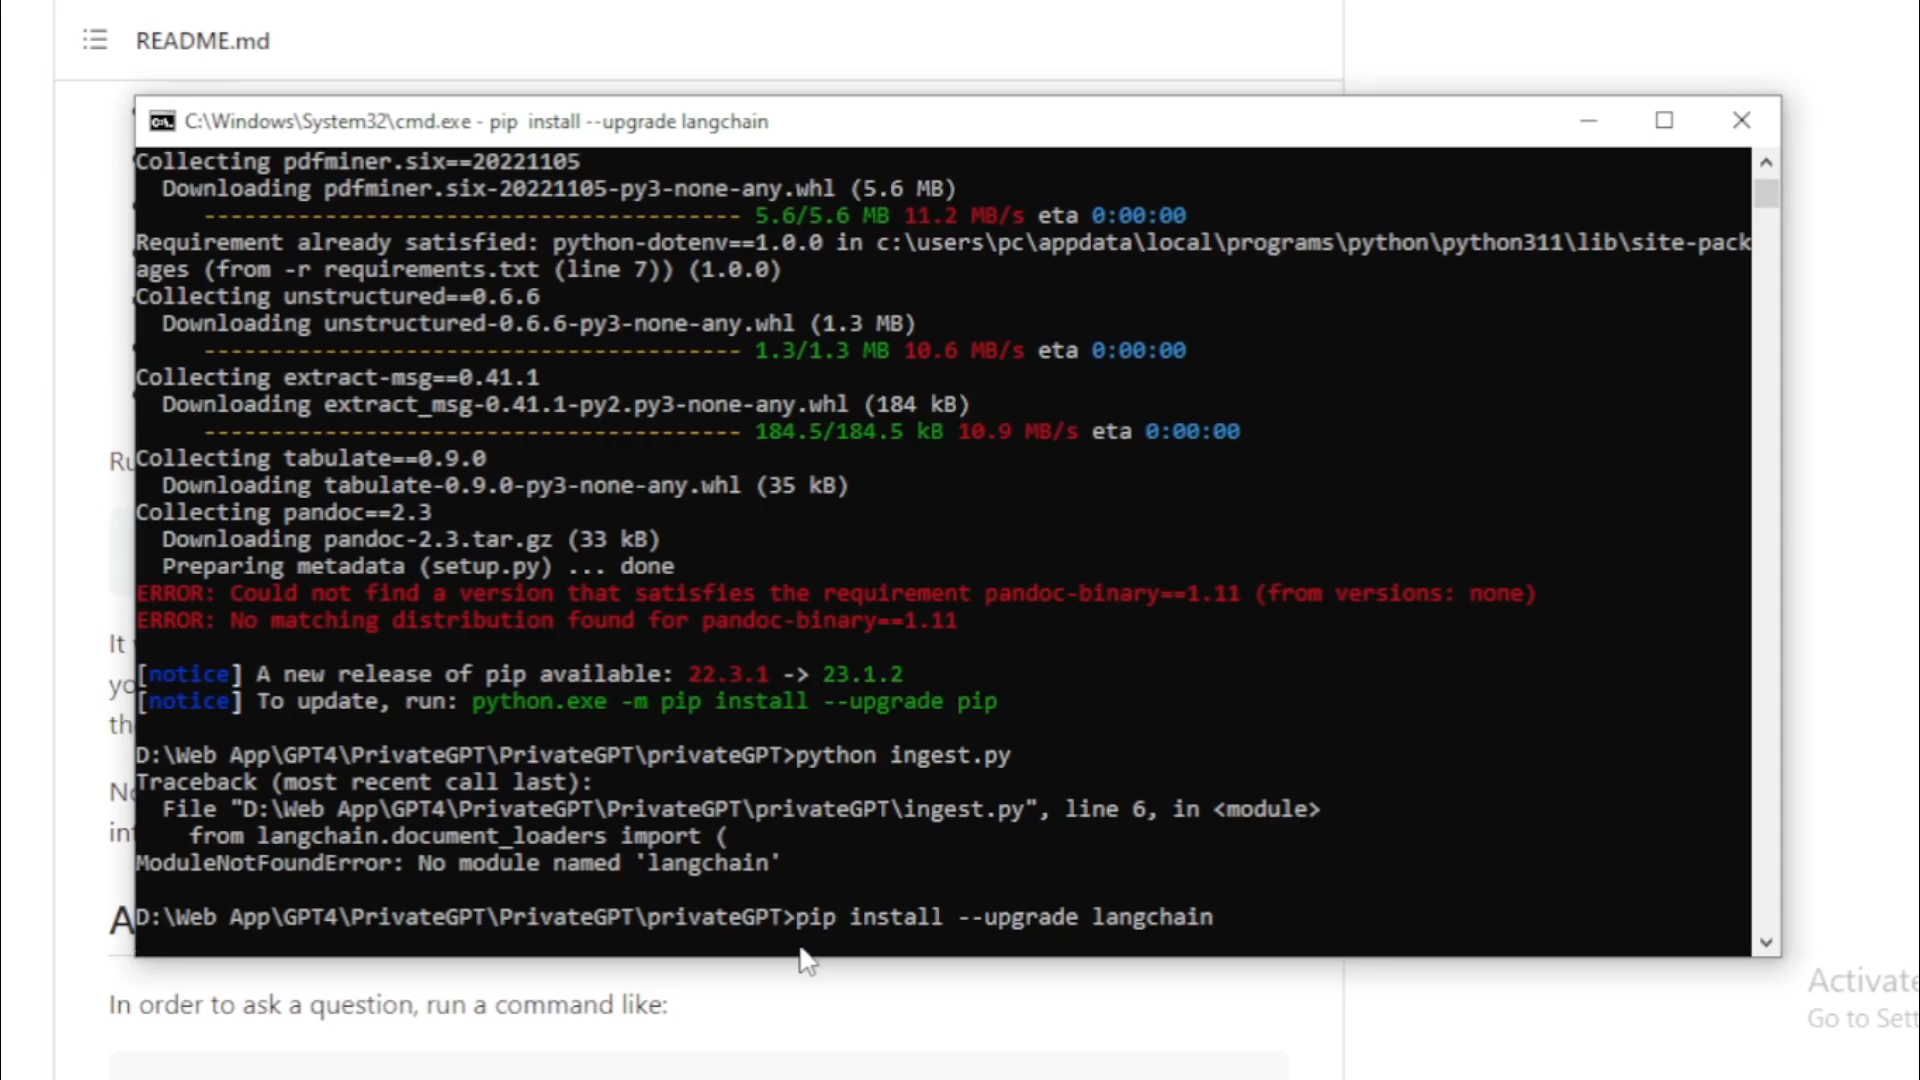 README.md
C:\Windows\System32\cmd.exe - pip  install --upgrade langchain
Collecting pdfminer.six==20221105
  Downloading pdfminer.six-20221105-py3-none-any.whl (5.6 MB)
     ---------------------------------------- 5.6/5.6 MB 11.2 MB/s eta 0:00:00
Requirement already satisfied: python-dotenv==1.0.0 in c:\users\pc\appdata\local\programs\python\python311\lib\site-pack
ages (from -r requirements.txt (line 7)) (1.0.0)
Collecting unstructured==0.6.6
  Downloading unstructured-0.6.6-py3-none-any.whl (1.3 MB)
     ---------------------------------------- 1.3/1.3 MB 10.6 MB/s eta 0:00:00
Collecting extract-msg==0.41.1
  Downloading extract_msg-0.41.1-py2.py3-none-any.whl (184 kB)
     ---------------------------------------- 184.5/184.5 kB 10.9 MB/s eta 0:00:00
Collecting tabulate==0.9.0
  Downloading tabulate-0.9.0-py3-none-any.whl (35 kB)
Collecting pandoc==2.3
  Downloading pandoc-2.3.tar.gz (33 kB)
  Preparing metadata (setup.py) ... done
ERROR: Could not find a version that satisfies the requirement pandoc-binary==1.11 (from versions: none)
ERROR: No matching distribution found for pandoc-binary==1.11
[notice] A new release of pip available: 22.3.1 -> 23.1.2
[notice] To update, run: python.exe -m pip install --upgrade pip
D:\Web App\GPT4\PrivateGPT\PrivateGPT\privateGPT>python ingest.py
Traceback (most recent call last):
  File "D:\Web App\GPT4\PrivateGPT\PrivateGPT\privateGPT\ingest.py", line 6, in <module>
    from langchain.document_loaders import (
ModuleNotFoundError: No module named 'langchain'
D:\Web App\GPT4\PrivateGPT\PrivateGPT\privateGPT>pip install --upgrade langchain
It
In order to ask a question, run a command like:
Activate
Go to Sett